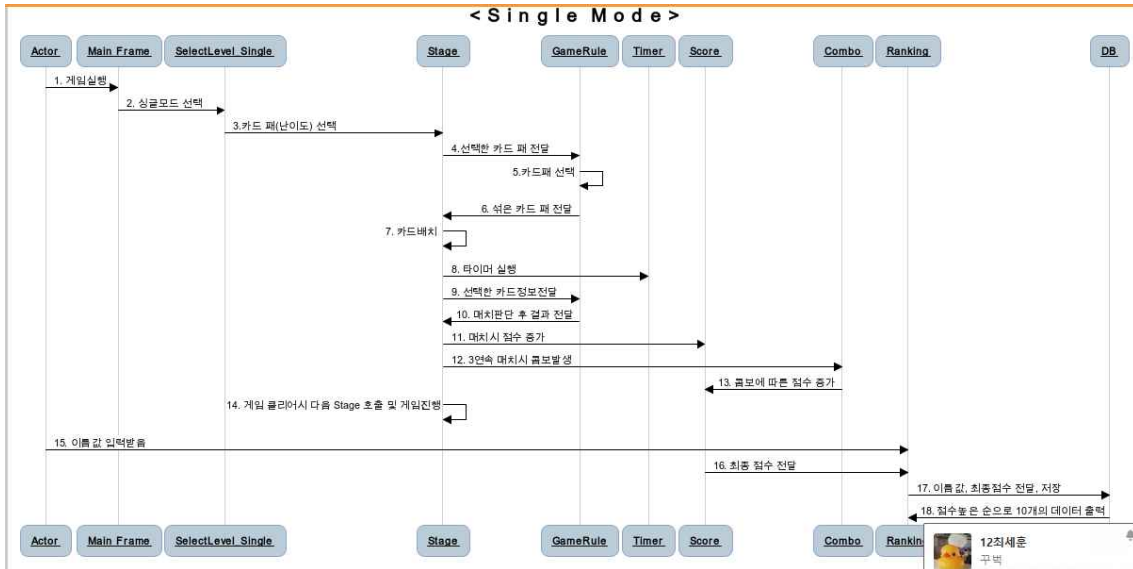 < Single Mode >
Actor Main Frame SelectLevel_Single Stage GameRule Timer Score Combo Ranking DB
1. 게임실행
2. 싱글모드 선택
3.카드 패(난이도) 선택
4.선택한 카드 패 전달
5.카드패 선택
6. 섞은 카드 패 전달
7. 카드배치
8. 타이머 실행
9. 선택한 카드정보전달
10. 매치판단 후 결과 전달
11. 매치시 점수 증가
12. 3연속 매치시 콤보발생
13. 콤보에 따른 점수 증가
14. 게임 클리어시 다음 Stage 호출 및 게임진행
15. 이름값 입력받음
16. 최종 점수 전달
17. 이름 값, 최종점수 전달, 저장
18. 점수높은 순으로 10개의 데이터 출력
Actor Main Frame SelectLevel_Single Stage GameRule Timer Score Combo Rankin
12최세훈
꾸벅